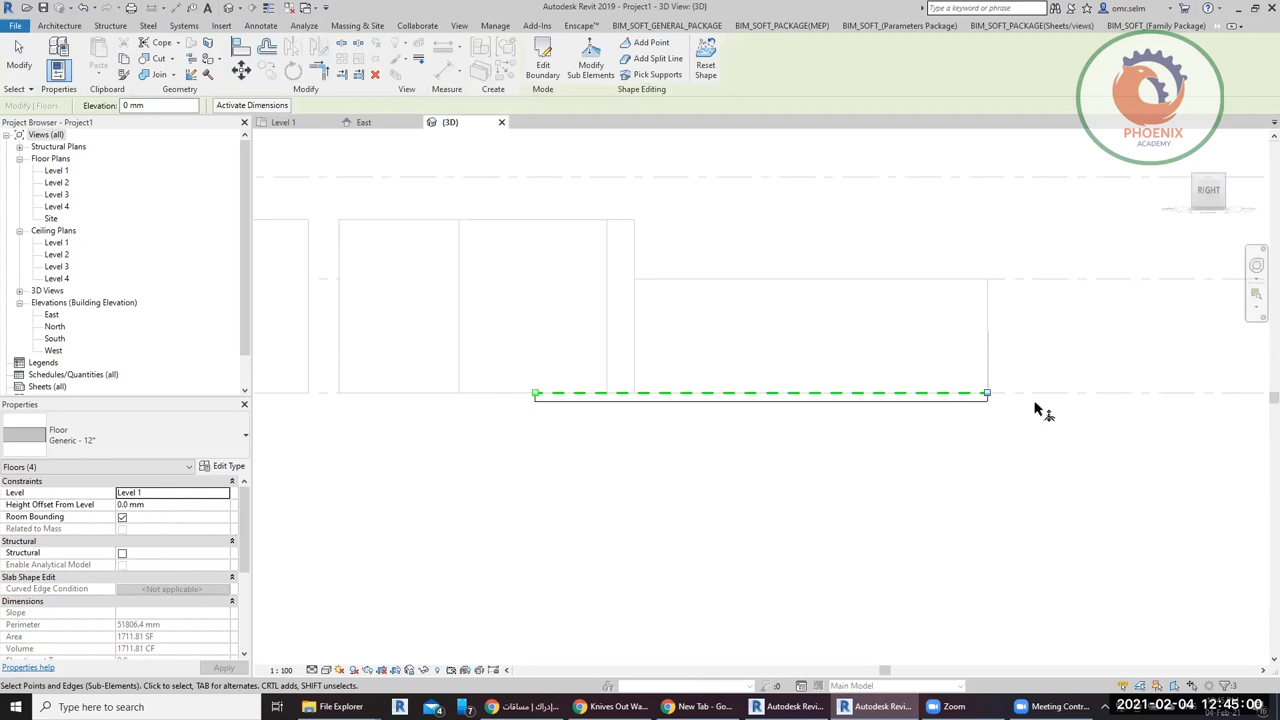 Autodesk Revit 2019 - Project1 - 3D View: {3D}
Type a keyword or phrase
omr.selm
File
Architecture
Structure
Steel
Systems
Insert
Annotate
Analyze
Massing & Site
Collaborate
View
Manage
Add-Ins
Enscape™
BIM_SOFT_GENERAL_PACKAGE
BIM_SOFT_PACKAGE(MEP)
BIM_SOFT_(Parameters Package)
BIM_SOFT_PACKAGE(Sheets/views)
BIM_SOFT_(Family Package)
Modify
Paste
Cope
Cut
Join
Edit Boundary
Modify Sub Elements
Add Point
Add Split Line
Pick Supports
Reset Shape
Select
Properties
Clipboard
Geometry
Modify
View
Measure
Create
Mode
Shape Editing
Modify | Floors
Elevation:
0 mm
Activate Dimensions
Project Browser - Project1
Level 1
East
{3D}
Views (all)
Structural Plans
Floor Plans
Level 1
Level 2
Level 3
Level 4
Site
Ceiling Plans
Level 1
Level 2
Level 3
Level 4
3D Views
Elevations (Building Elevation)
East
North
South
West
Legends
Schedules/Quantities (all)
Sheets (all)
RIGHT
PHOENIX
ACADEMY
Properties
Floor
Generic - 12"
Floors (4)
Edit Type
Constraints
Level
Level 1
Height Offset From Level
0.0 mm
Room Bounding
Related to Mass
Structural
Structural
Enable Analytical Model
Slab Shape Edit
Curved Edge Condition
<Not applicable>
Dimensions
Slope
Perimeter
51806.4 mm
Area
1711.81 SF
Volume
1711.81 CF
Properties help
Apply
1 : 100
Select Points and Edges (Sub-Elements). Click to select, TAB for alternates. CRTL adds, SHIFT unselects.
:0
Main Model
:3
Type here to search
File Explorer
4
7
إدراك | مساقات
Knives Out Wa...
New Tab - Go...
Autodesk Revi...
Autodesk Revi...
Zoom
Meeting Contr...
2021-02-04 12:45:00